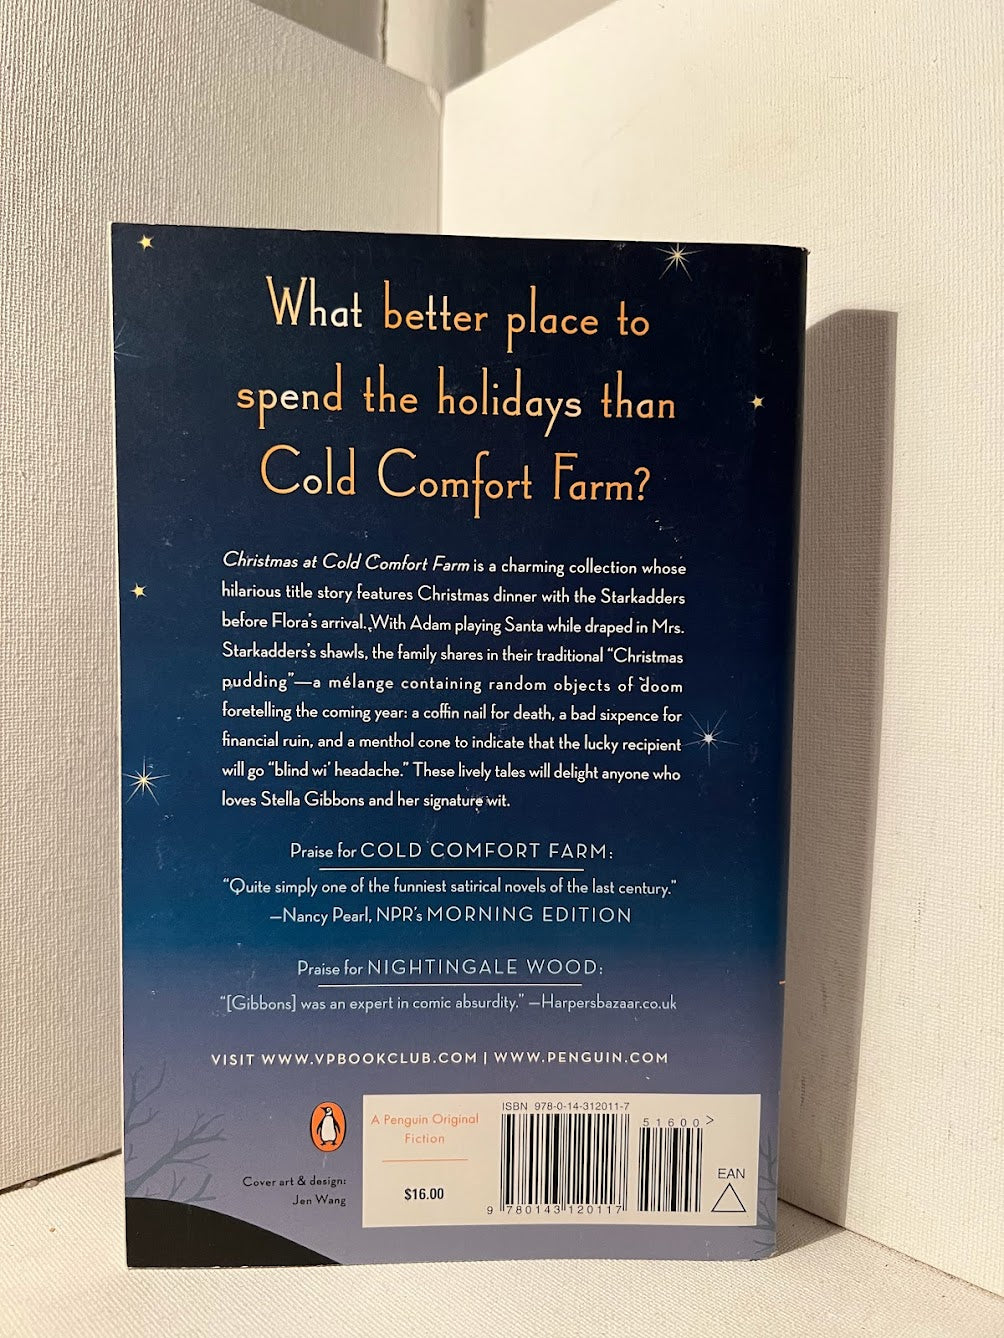 What better place to
spend the holidays than
Cold Comfort Farm?
Christmas at Cold Comfort Farm is a charming collection whose
hilarious title story features Christmas dinner with the Starkadders
before Flora's arrival. With Adam playing Santa while draped in Mrs.
Starkadders's shawls, the family shares in their traditional “Christmas
pudding”—a mélange containing random objects of doom
foretelling the coming year: a coffin nail for death, a bad sixpence for
financial ruin, and a menthol cone to indicate that the lucky recipient
will go “blind wi' headache.” These lively tales will delight anyone who
loves Stella Gibbons and her signature wit.
Praise for COLD COMFORT FARM:
“Quite simply one of the funniest satirical novels of the last century.”
—Nancy Pearl, NPR's MORNING EDITION
Praise for NIGHTINGALE WOOD:
“[Gibbons] was an expert in comic absurdity.” —Harpersbazaar.co.uk
VISIT WWW.VPBOOKCLUB.COM | WWW.PENGUIN.COM
Cover art & design:
Jen Wang
A Penguin Original
Fiction
$16.00
ISBN 978-0-14-312011-7
51600>
9 780143 120117
EAN